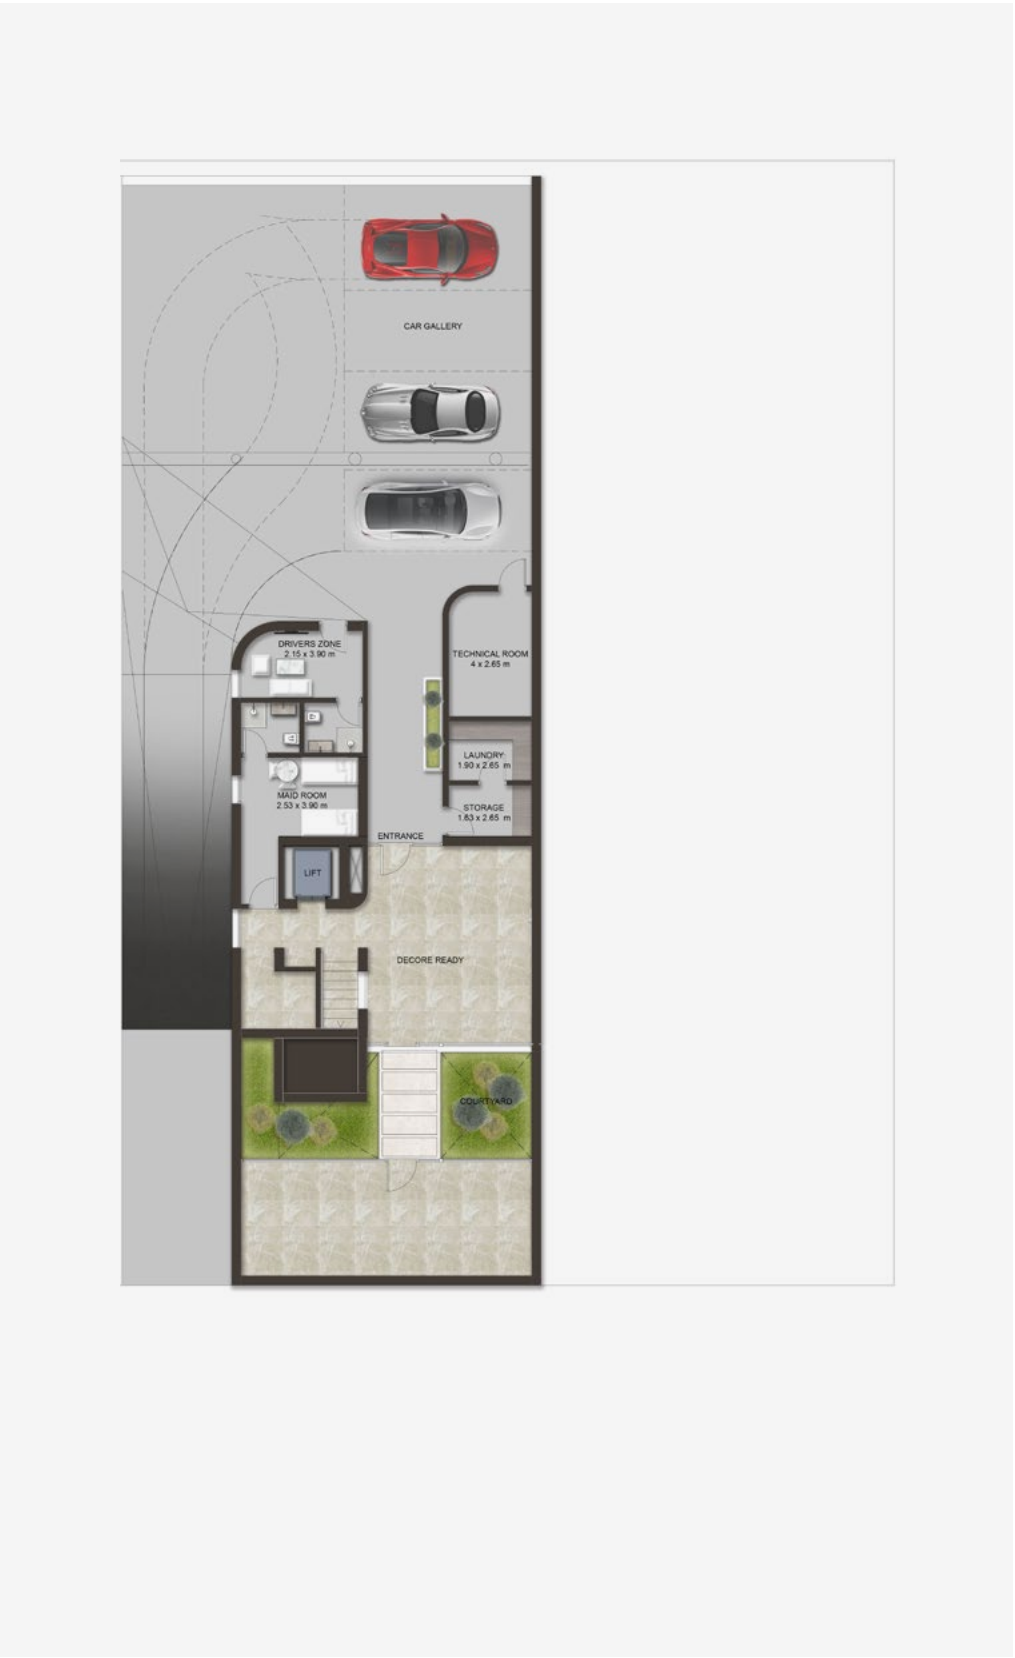 CAR GALLERY
DRIVERS ZONE
2.15 x 3.90 m
TECHNICAL ROOM
4 x 2.65 m
LAUNDRY:
1.90 x 2.65 m
MAID ROOM
2.53 x 3.90 m
STORAGE
1.63 x 2.65 m
ENTRANCE
LIFT
DECORE READY
COURTYARD